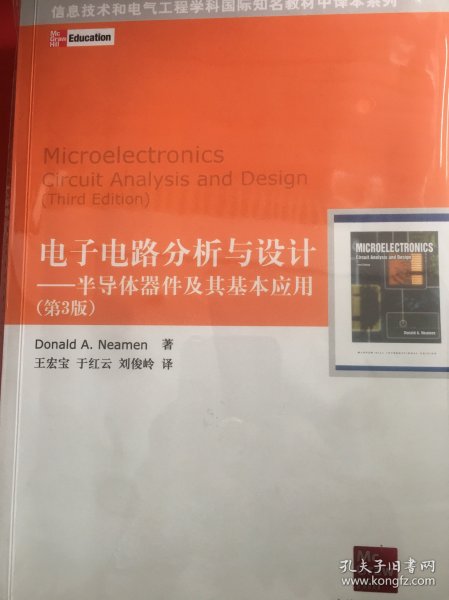 信息技术和电气工程学科国际知名教材中译本系列
Mc
Graw
Hill
Education
Microelectronics
Circuit Analysis and Design
(Third Edition)
电子电路分析与设计
——半导体器件及其基本应用
(第3版)
MICROELECTRONICS
Circuit Analysis and Design
Donald A. Neamen
Donald A. Neamen 著
王宏宝 于红云 刘俊岭 译
Mc
孔夫子旧书网
www.kongfz.com